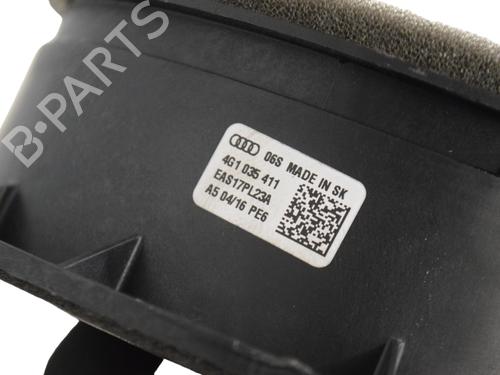 B-PARTS
06S MADE IN SK
4G1 035 411
EAS17PL23A
A5 04/16 PE6